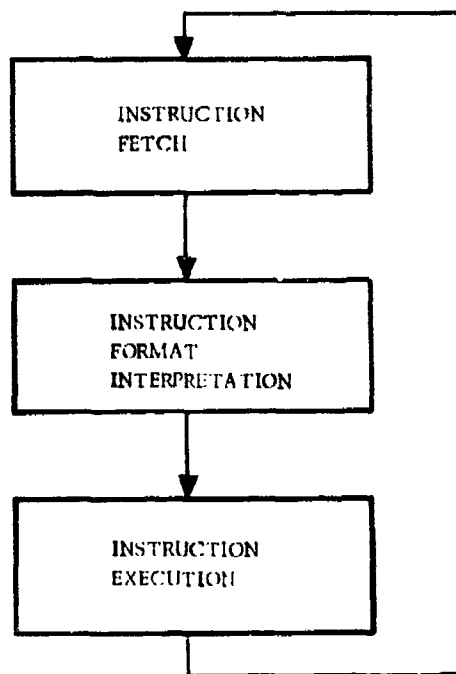 INSTRUCTION
FETCH
INSTRUCTION
FORMAT
INTERPRETATION
INSTRUCTION
EXECUTION